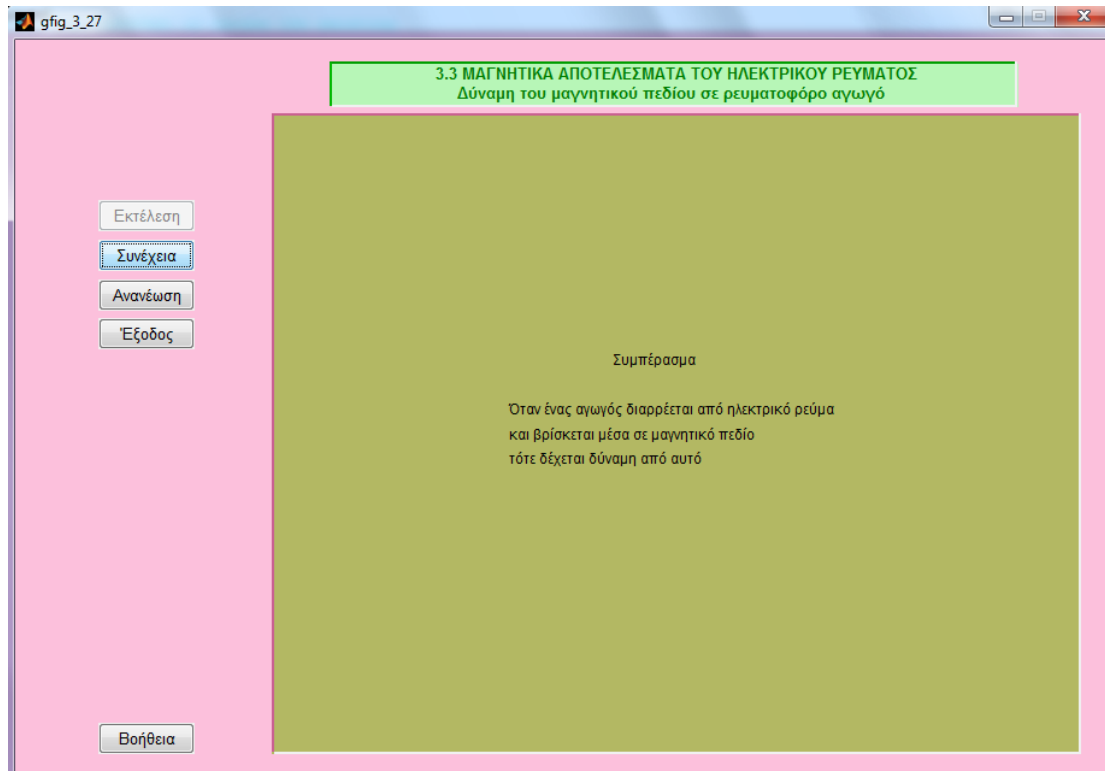 gfig_3_27
3.3 ΜΑΓΝΗΤΙΚΑ ΑΠΟΤΕΛΕΣΜΑΤΑ ΤΟΥ ΗΛΕΚΤΡΙΚΟΥ ΡΕΥΜΑΤΟΣ
Δύναμη του μαγνητικού πεδίου σε ρευματοφόρο αγωγό
Εκτέλεση
Συνέχεια
Ανανέωση
Έξοδος
Συμπέρασμα
Όταν ένας αγωγός διαρρέεται από ηλεκτρικό ρεύμα
και βρίσκεται μέσα σε μαγνητικό πεδίο
τότε δέχεται δύναμη από αυτό
Βοήθεια